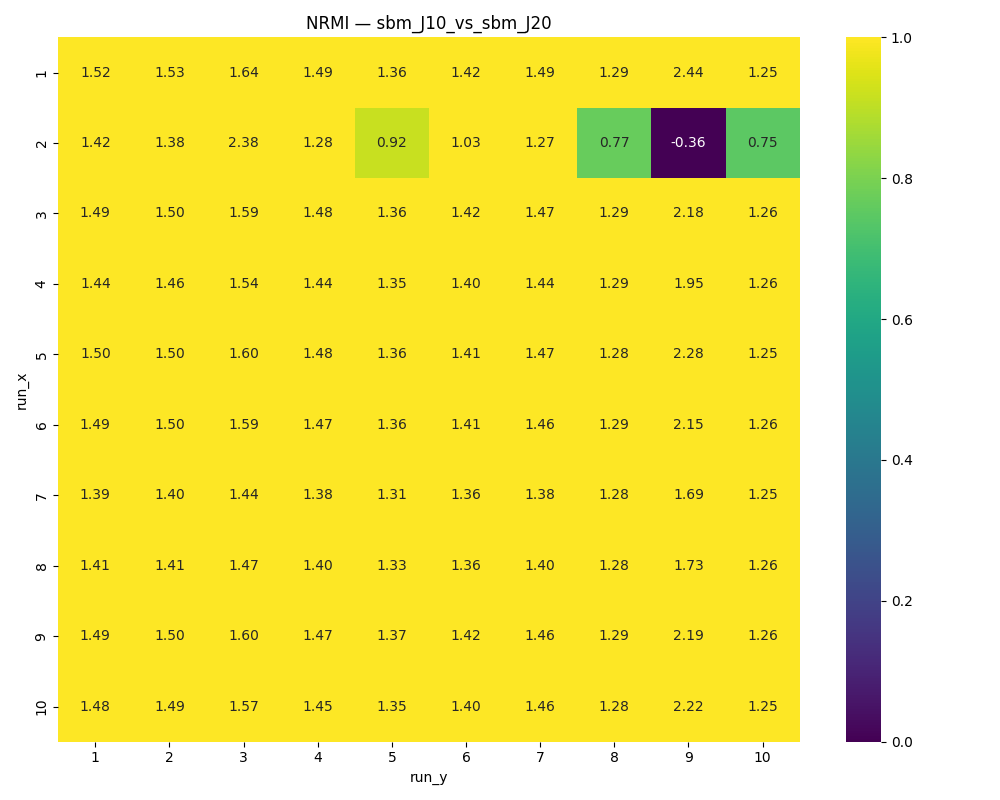 NRMI — sbm_J10_vs_sbm_J20
1 1.52 1.53 1.64 1.49 1.36 1.42 1.49 1.29 2.44 1.25
2 1.42 1.38 2.38 1.28 0.92 1.03 1.27 0.77 -0.36 0.75
3 1.49 1.50 1.59 1.48 1.36 1.42 1.47 1.29 2.18 1.26
4 1.44 1.46 1.54 1.44 1.35 1.40 1.44 1.29 1.95 1.26
5 1.50 1.50 1.60 1.48 1.36 1.41 1.47 1.28 2.28 1.25
6 1.49 1.50 1.59 1.47 1.36 1.41 1.46 1.29 2.15 1.26
7 1.39 1.40 1.44 1.38 1.31 1.36 1.38 1.28 1.69 1.25
8 1.41 1.41 1.47 1.40 1.33 1.36 1.40 1.28 1.73 1.26
9 1.49 1.50 1.60 1.47 1.37 1.42 1.46 1.29 2.19 1.26
10 1.48 1.49 1.57 1.45 1.35 1.40 1.46 1.28 2.22 1.25
1 2 3 4 5 6 7 8 9 10
run_y
run_x
1.0
0.8
0.6
0.4
0.2
0.0